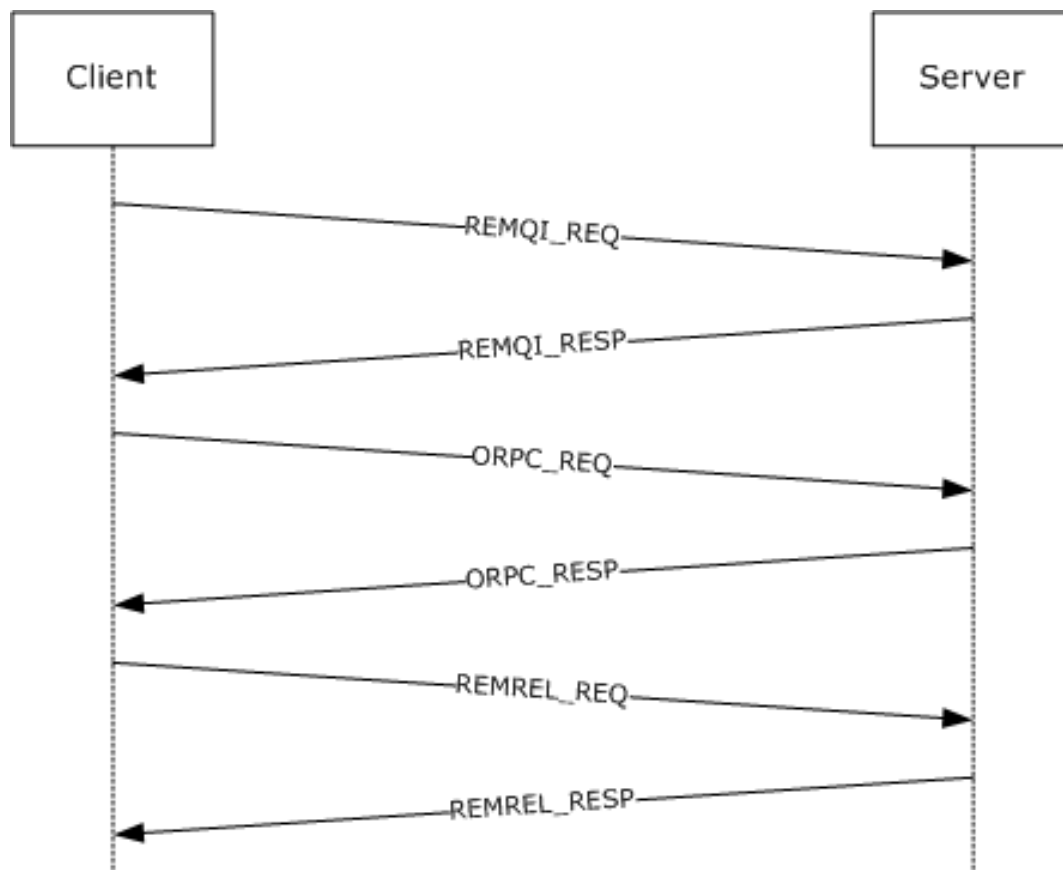 Client
Server
REMQI_REQ
REMQI_RESP
ORPC_REQ
ORPC_RESP
REMREL_REQ
REMREL_RESP